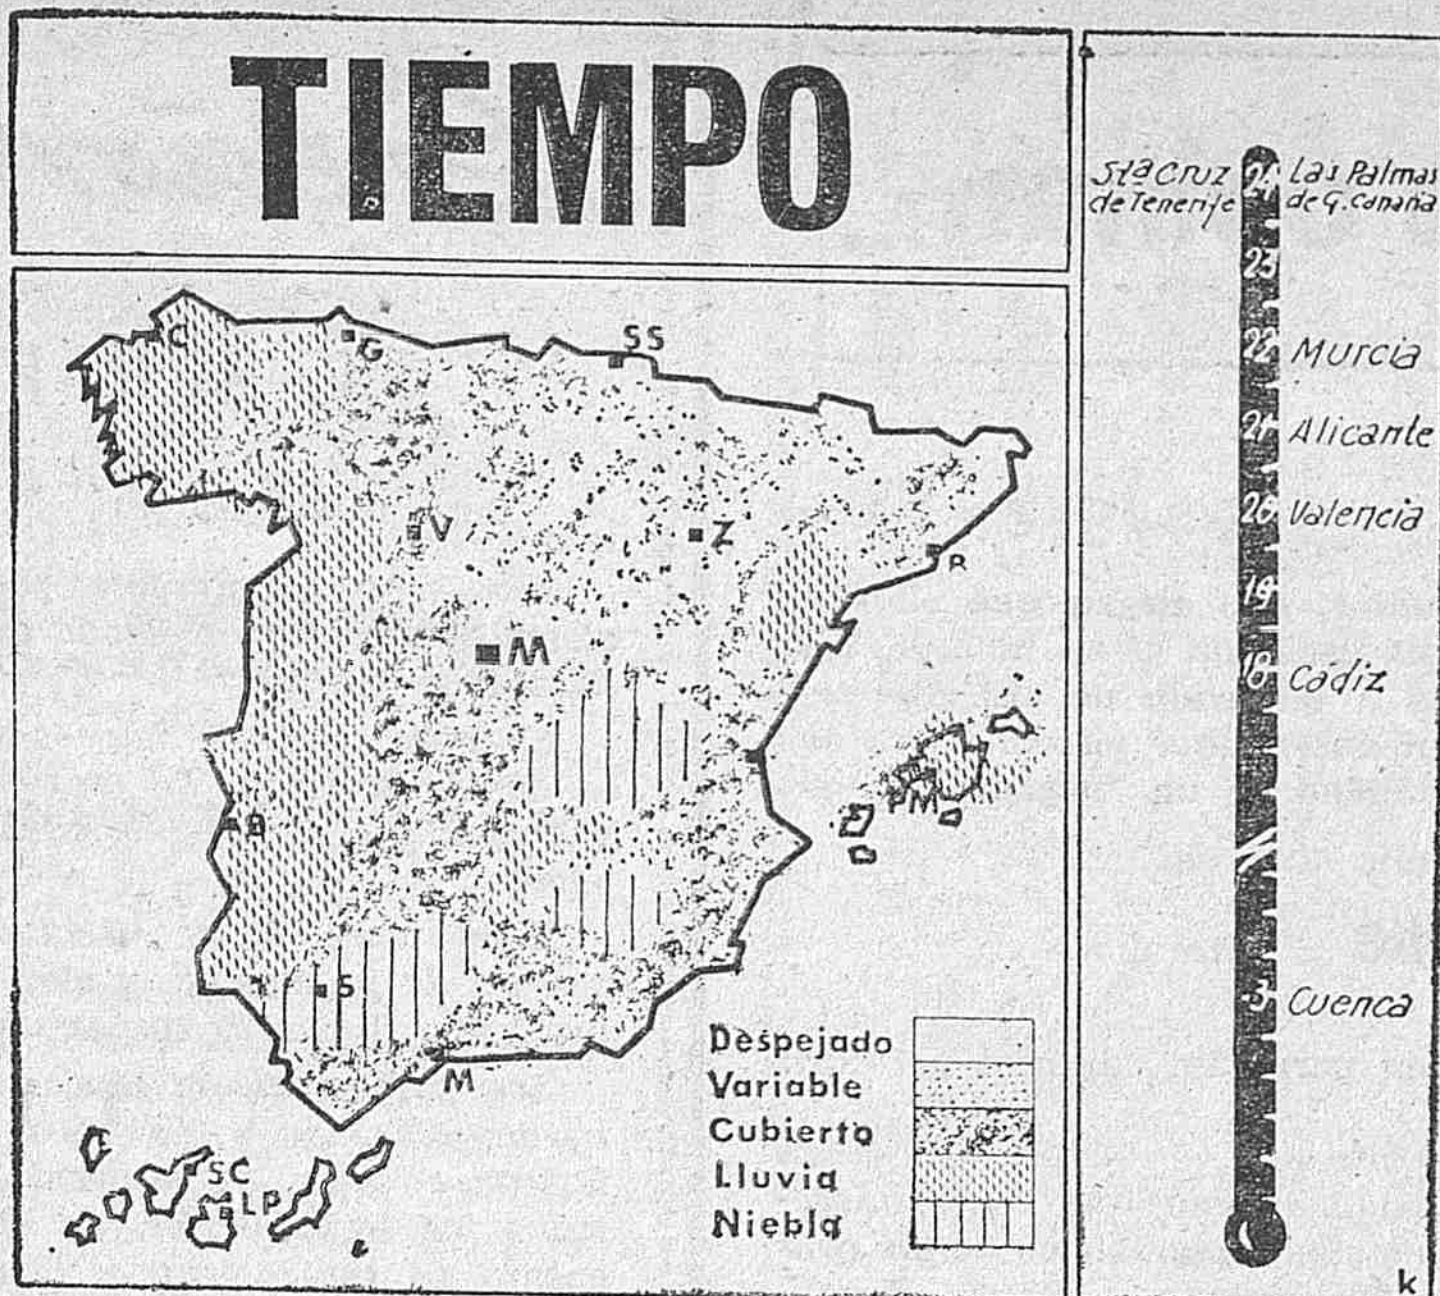 TIEMPO
C
G
SS
V
Z
B
M
PM
B
S
M
SC
LP
Despejado
Variable
Cubierto
Lluvia
Niebla
Sta Cruz
de Tenerife
24
Las Palmas
de G. Canaria
23
22 Murcia
21 Alicante
20 Valencia
19
18 Cádiz
Cuenca
k